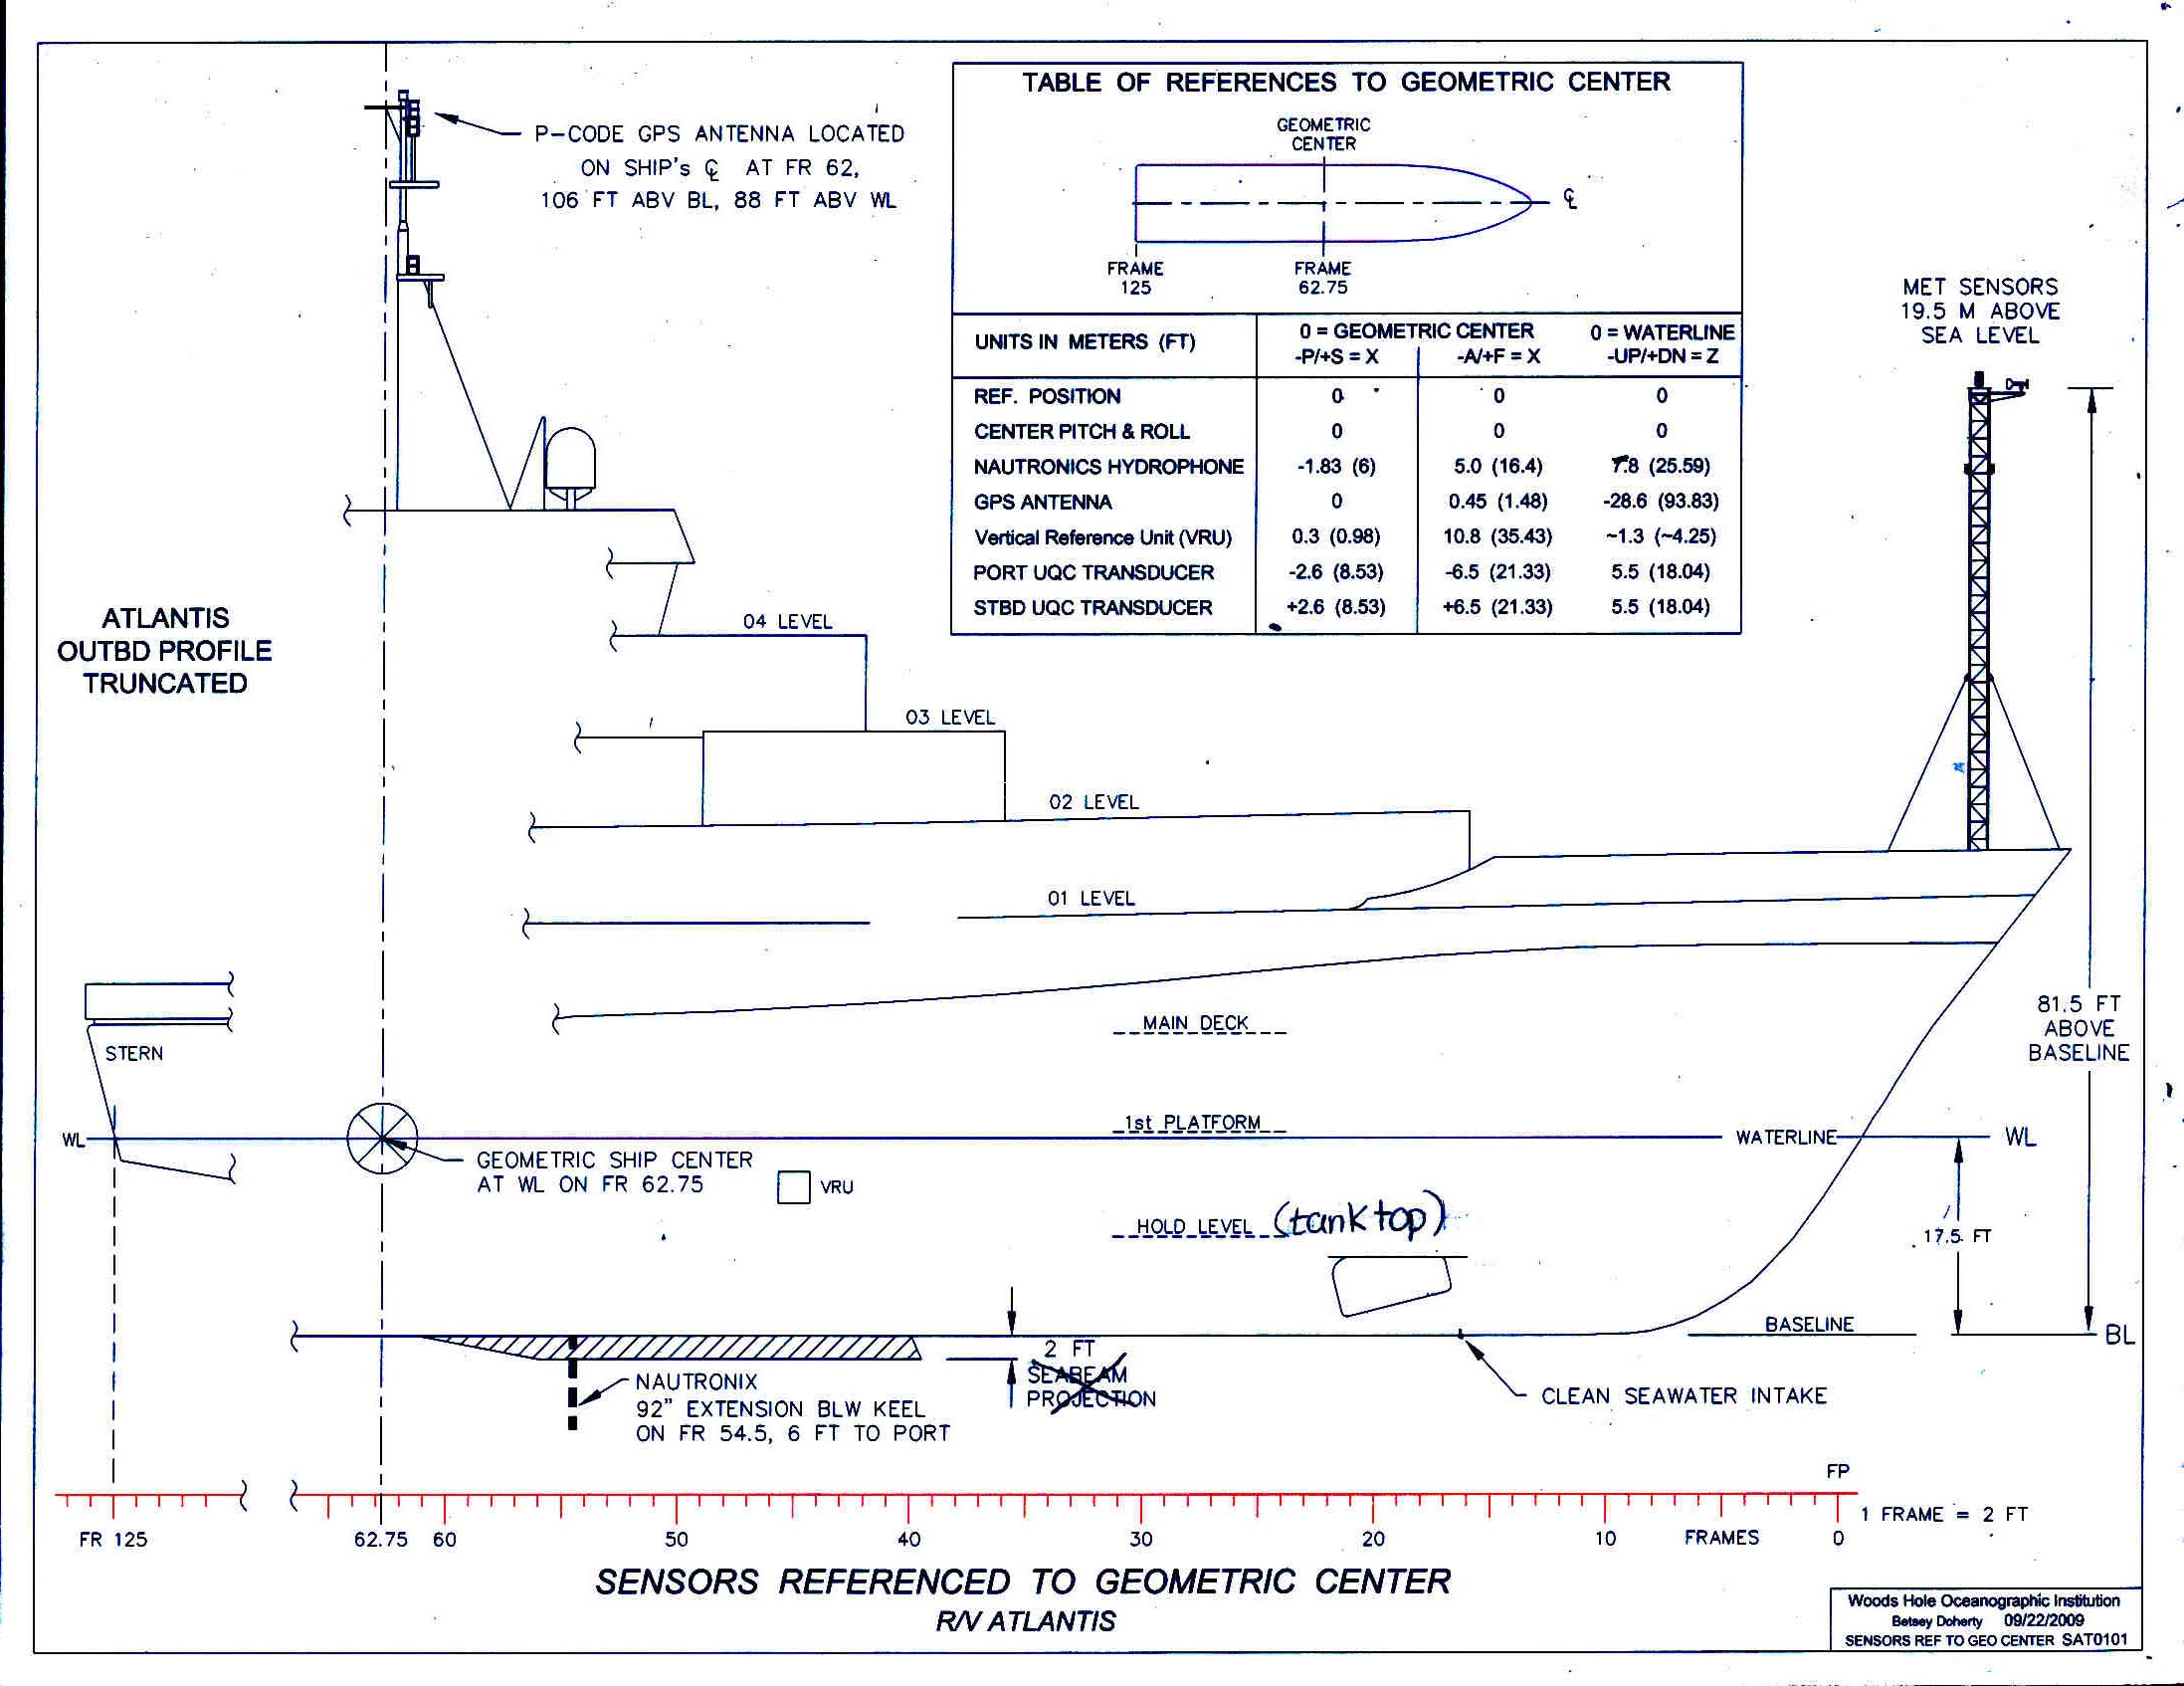 P-CODE GPS ANTENNA LOCATED
ON SHIP's ℄ AT FR 62,
106 FT ABV BL, 88 FT ABV WL
TABLE OF REFERENCES TO GEOMETRIC CENTER
GEOMETRIC
CENTER
℄
FRAME
125
FRAME
62.75
UNITS IN METERS (FT)
0 = GEOMETRIC CENTER
0 = WATERLINE
-P/+S = X
-A/+F = X
-UP/+DN = Z
REF. POSITION 0 0 0
CENTER PITCH & ROLL 0 0 0
NAUTRONICS HYDROPHONE -1.83 (6) 5.0 (16.4) 7.8 (25.59)
GPS ANTENNA 0 0.45 (1.48) -28.6 (93.83)
Vertical Reference Unit (VRU) 0.3 (0.98) 10.8 (35.43) ~1.3 (~4.25)
PORT UQC TRANSDUCER -2.6 (8.53) -6.5 (21.33) 5.5 (18.04)
STBD UQC TRANSDUCER +2.6 (8.53) +6.5 (21.33) 5.5 (18.04)
MET SENSORS
19.5 M ABOVE
SEA LEVEL
ATLANTIS
OUTBD PROFILE
TRUNCATED
04 LEVEL
03 LEVEL
02 LEVEL
01 LEVEL
MAIN DECK
STERN
81.5 FT
ABOVE
BASELINE
WL
1st PLATFORM
WATERLINE
WL
GEOMETRIC SHIP CENTER
AT WL ON FR 62.75
VRU
HOLD LEVEL (tank top)
17.5 FT
BASELINE
BL
2 FT
SEABEAM
PROJECTION
NAUTRONIX
92" EXTENSION BLW KEEL
ON FR 54.5, 6 FT TO PORT
CLEAN SEAWATER INTAKE
FP
1 FRAME = 2 FT
FR 125 62.75 60 50 40 30 20 10 FRAMES 0
SENSORS REFERENCED TO GEOMETRIC CENTER
R/V ATLANTIS
Woods Hole Oceanographic Institution
Betsey Doherty 09/22/2009
SENSORS REF TO GEO CENTER SAT0101